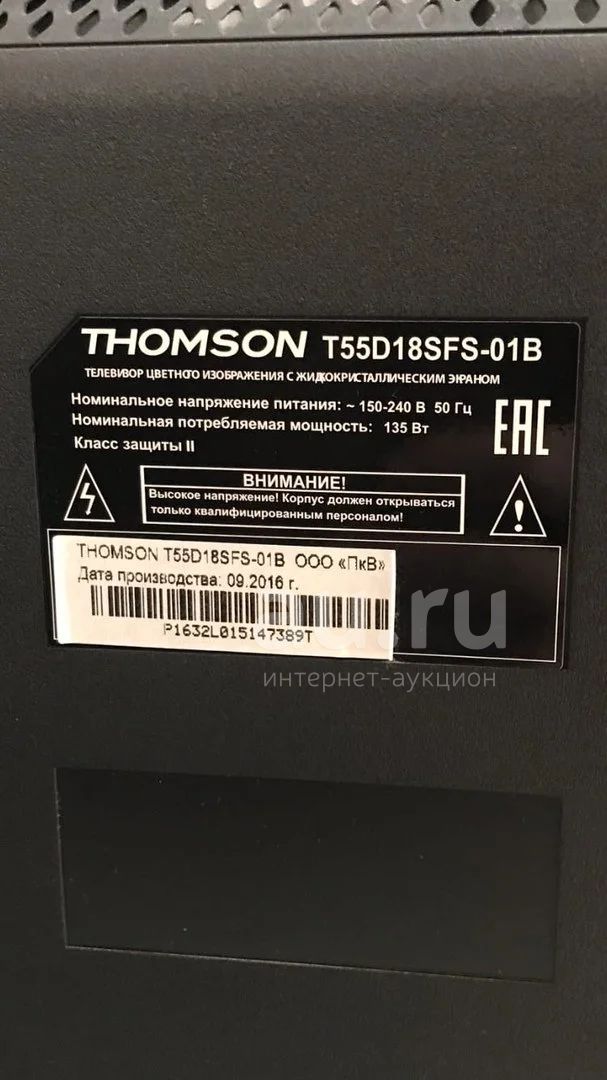 THOMSON T55D18SFS-01B
ТЕЛЕВИЗОР ЦВЕТНОГО ИЗОБРАЖЕНИЯ С ЖИДКОКРИСТАЛЛИЧЕСКИМ ЭКРАНОМ
Номинальное напряжение питания: ~ 150-240 В 50 Гц
Номинальная потребляемая мощность: 135 Вт
Класс защиты II
EAC
ВНИМАНИЕ!
Высокое напряжение! Корпус должен открываться
только квалифицированным персоналом!
THOMSON T55D18SFS-01B ООО «ПкВ»
Дата производства: 09.2016 г.
P1632L015147389T
au.ru
интернет-аукцион